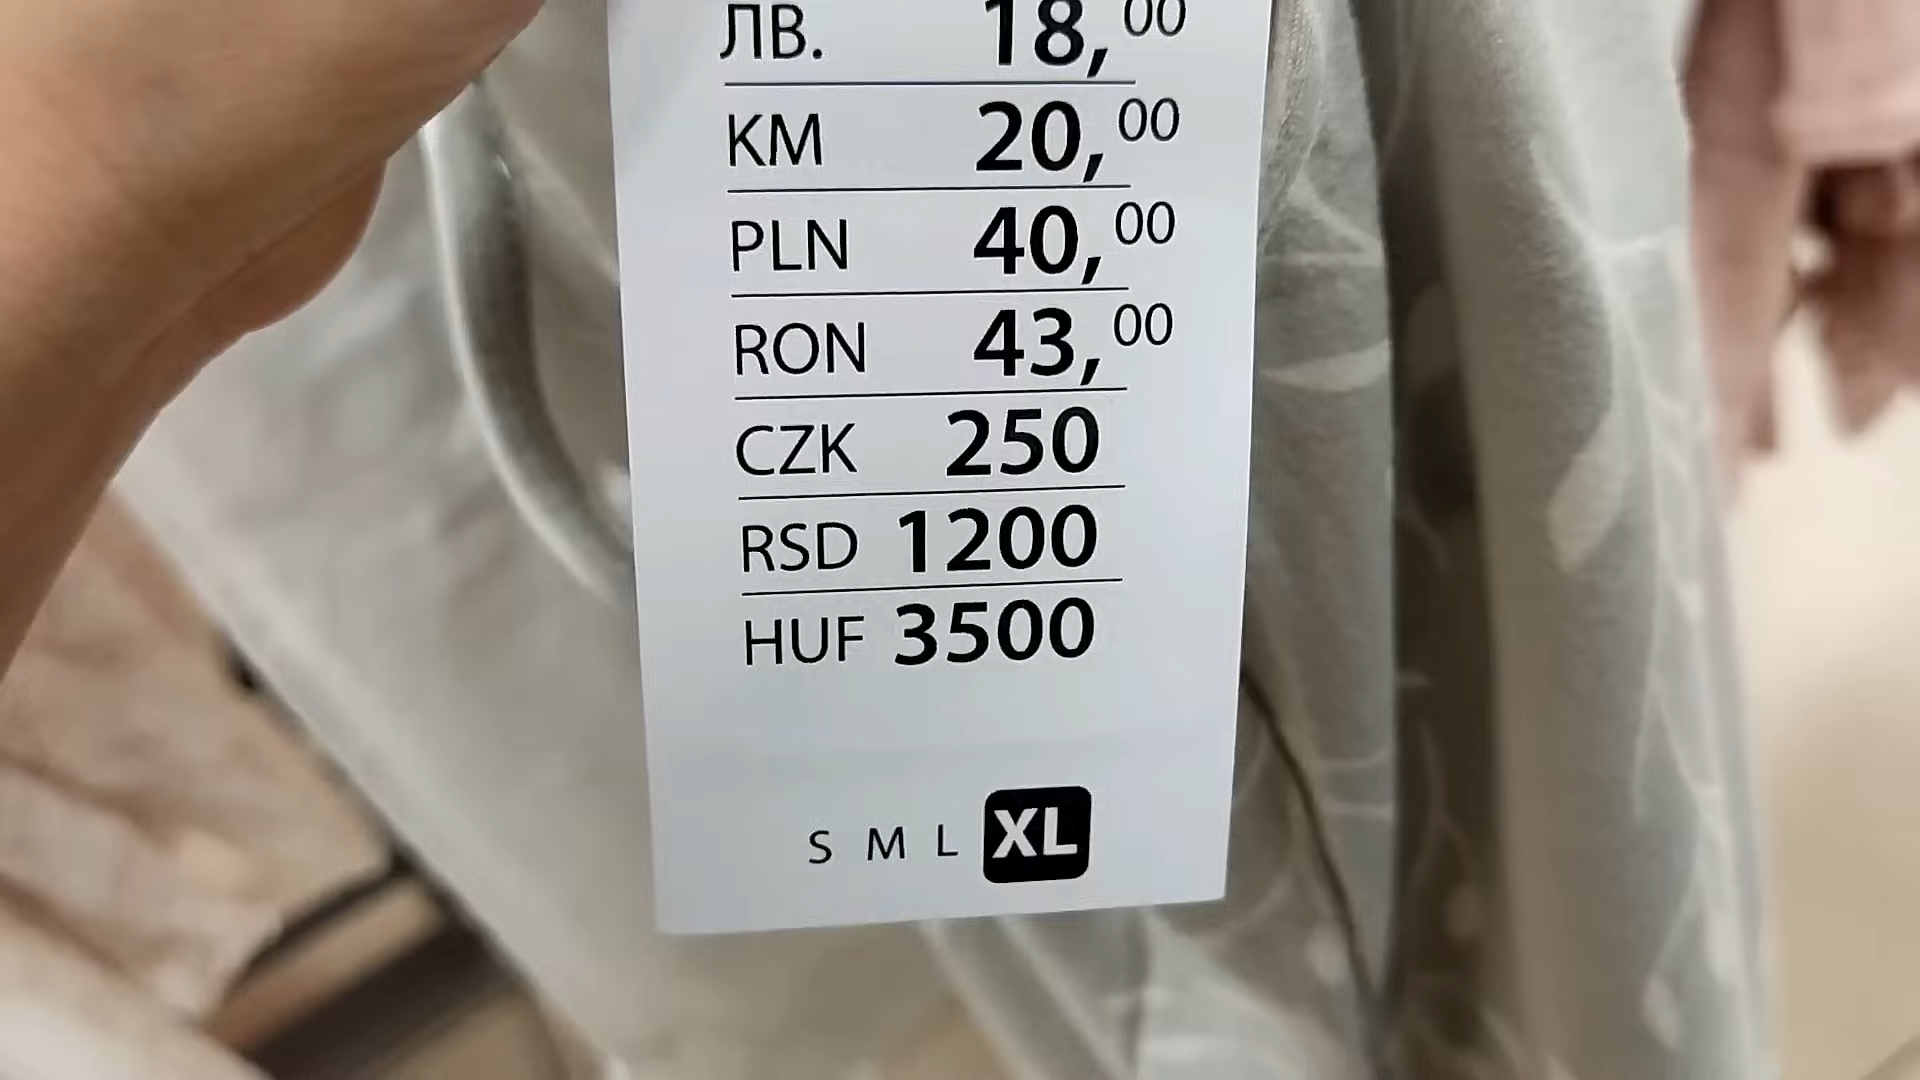 ЛВ. 18,00
KM 20,00
PLN 40,00
RON 43,00
CZK 250
RSD 1200
HUF 3500
S M L XL